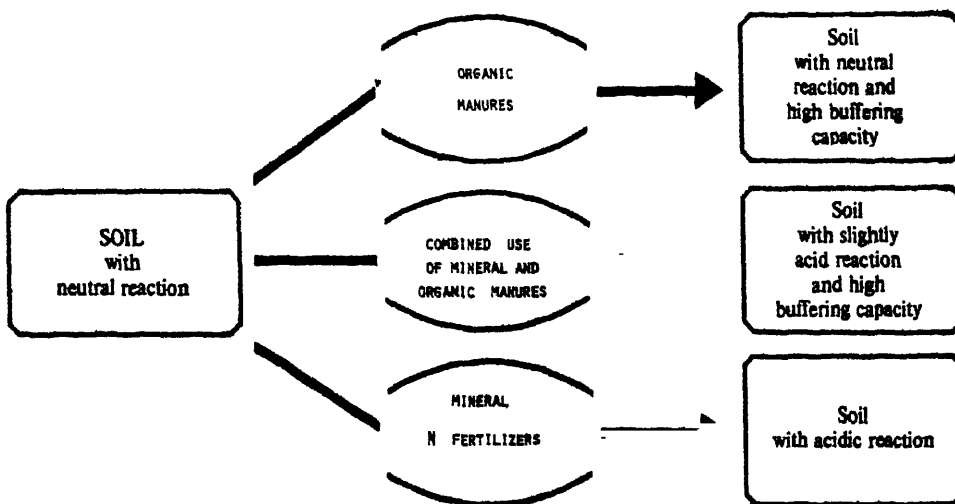 SOIL
with
neutral reaction
ORGANIC
MANURES
Soil
with neutral
reaction and
high buffering
capacity
COMBINED USE
OF MINERAL AND
ORGANIC MANURES
Soil
with slightly
acid reaction
and high
buffering capacity
MINERAL
N FERTILIZERS
Soil
with acidic reaction